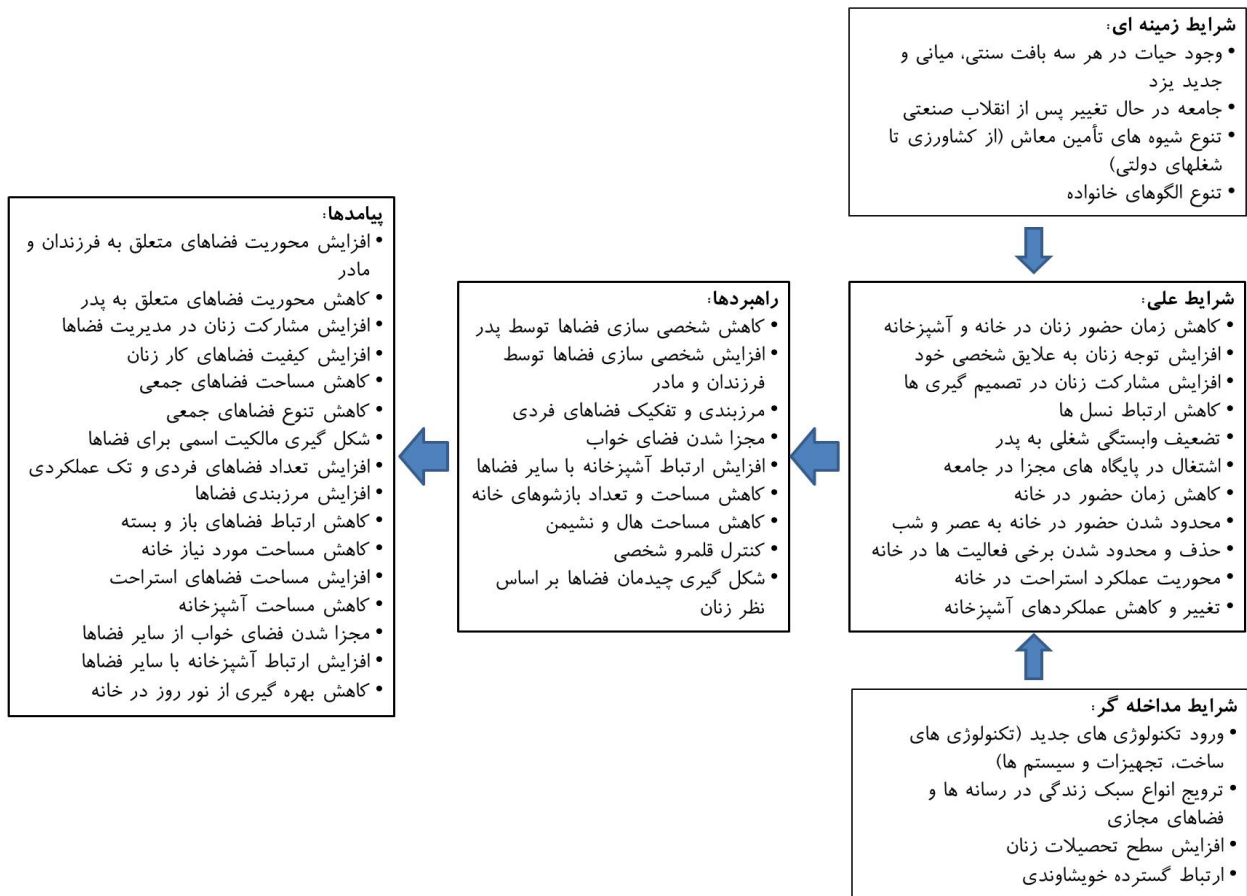 شرایط زمینه ای:
• وجود حیات در هر سه بافت سنتی، میانی و
جدید یزد
• جامعه در حال تغییر پس از انقلاب صنعتی
• تنوع شیوه های تأمین معاش (از کشاورزی تا
شغلهای دولتی)
• تنوع الگوهای خانواده
شرایط علی:
• کاهش زمان حضور زنان در خانه و آشپزخانه
• افزایش توجه زنان به علایق شخصی خود
• افزایش مشارکت زنان در تصمیم گیری ها
• کاهش ارتباط نسل ها
• تضعیف وابستگی شغلی به پدر
• اشتغال در پایگاه های مجزا در جامعه
• کاهش زمان حضور در خانه
• محدود شدن حضور در خانه به عصر و شب
• حذف و محدود شدن برخی فعالیت ها در خانه
• محوریت عملکرد استراحت در خانه
• تغییر و کاهش عملکردهای آشپزخانه
شرایط مداخله گر:
• ورود تکنولوژی های جدید (تکنولوژی های
ساخت، تجهیزات و سیستم ها)
• ترویج انواع سبک زندگی در رسانه ها و
فضاهای مجازی
• افزایش سطح تحصیلات زنان
• ارتباط گسترده خویشاوندی
راهبردها:
• کاهش شخصی سازی فضاها توسط پدر
• افزایش شخصی سازی فضاها توسط
فرزندان و مادر
• مرزبندی و تفکیک فضاهای فردی
• مجزا شدن فضای خواب
• افزایش ارتباط آشپزخانه با سایر فضاها
• کاهش مساحت و تعداد بازشوهای خانه
• کاهش مساحت هال و نشیمن
• کنترل قلمرو شخصی
• شکل گیری چیدمان فضاها بر اساس
نظر زنان
پیامدها:
• افزایش محوریت فضاهای متعلق به فرزندان و
مادر
• کاهش محوریت فضاهای متعلق به پدر
• افزایش مشارکت زنان در مدیریت فضاها
• افزایش کیفیت فضاهای کار زنان
• کاهش مساحت فضاهای جمعی
• کاهش تنوع فضاهای جمعی
• شکل گیری مالکیت اسمی برای فضاها
• افزایش تعداد فضاهای فردی و تک عملکردی
• افزایش مرزبندی فضاها
• کاهش ارتباط فضاهای باز و بسته
• کاهش مساحت مورد نیاز خانه
• افزایش مساحت فضاهای استراحت
• کاهش مساحت آشپزخانه
• مجزا شدن فضای خواب از سایر فضاها
• افزایش ارتباط آشپزخانه با سایر فضاها
• کاهش بهره گیری از نور روز در خانه